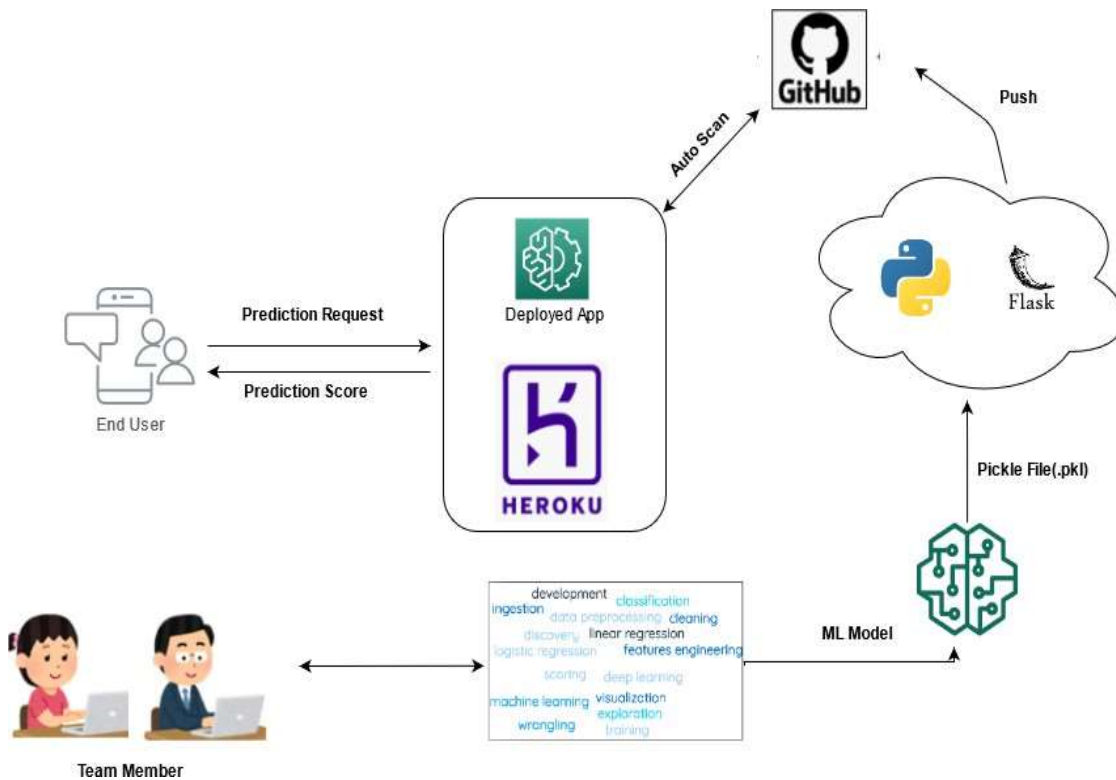 GitHub
Push
Auto Scan
Flask
Deployed App
Prediction Request
Prediction Score
End User
HEROKU
Pickle File(.pkl)
development
classification
ingestion
data preprocessing
cleaning
discovery
linear regression
logistic regression
features engineering
scoring
deep learning
machine learning
visualization
exploration
wrangling
training
ML Model
Team Member